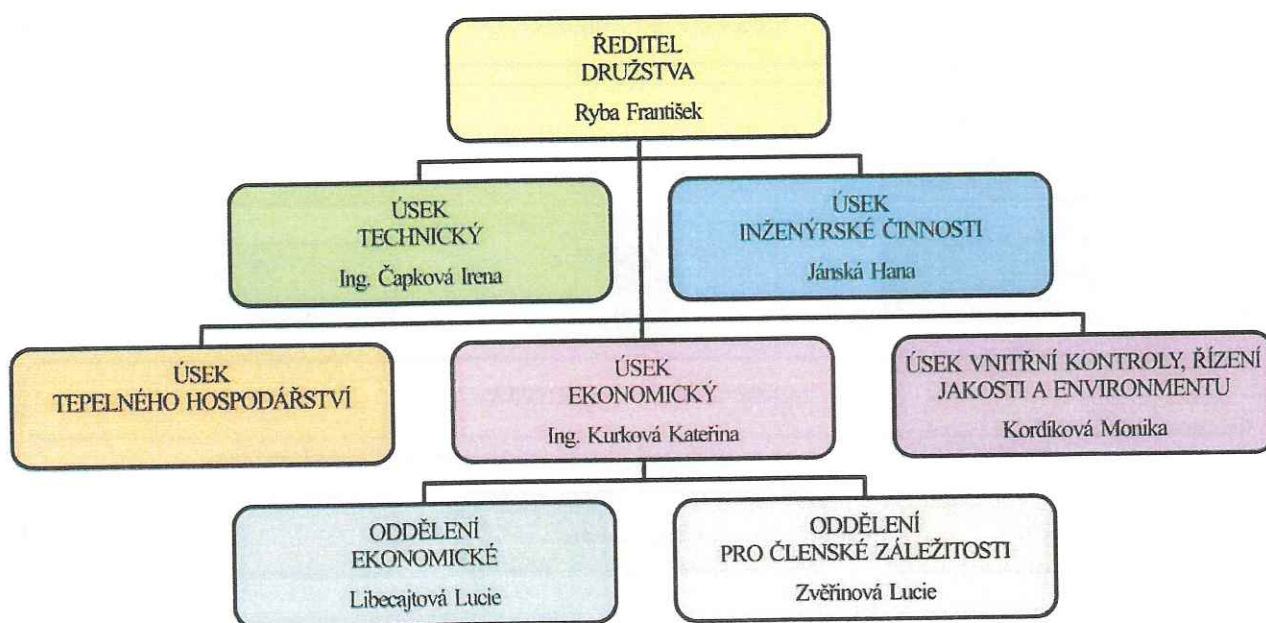 ŘEDITEL
DRUŽSTVA
Ryba František
ÚSEK
TECHNICKÝ
Ing. Čapková Irena
ÚSEK
INŽENÝRSKÉ ČINNOSTI
Jánská Hana
ÚSEK
TEPELNÉHO HOSPODÁŘSTVÍ
ÚSEK
EKONOMICKÝ
Ing. Kurková Kateřina
ÚSEK VNITŘNÍ KONTROLY, ŘÍZENÍ
JAKOSTI A ENVIRONMENTU
Kordíková Monika
ODDĚLENÍ
EKONOMICKÉ
Libecajtová Lucie
ODDĚLENÍ
PRO ČLENSKÉ ZÁLEŽITOSTI
Zvěřinová Lucie